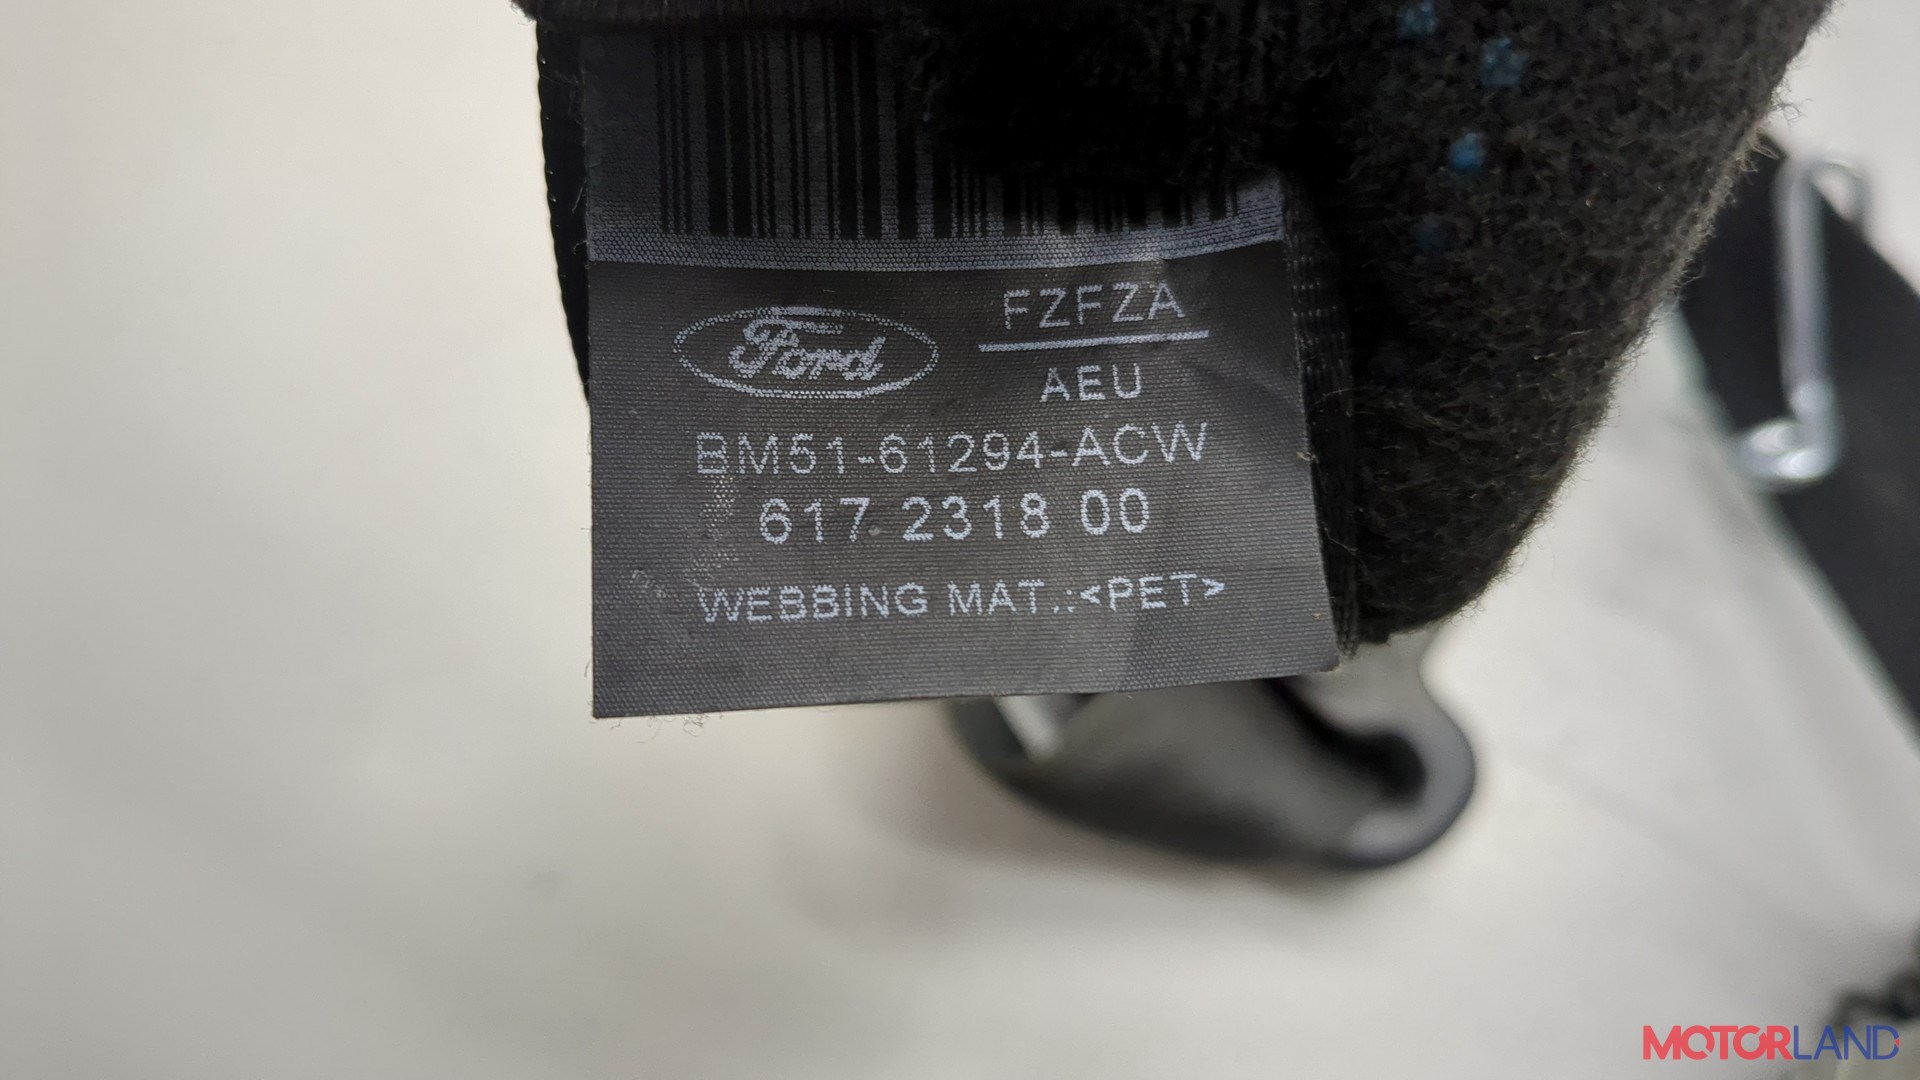 Ford
FZFZA
AEU
BM51-61294-ACW
617 2318 00
WEBBING MAT.:<PET>
MOTORLAND